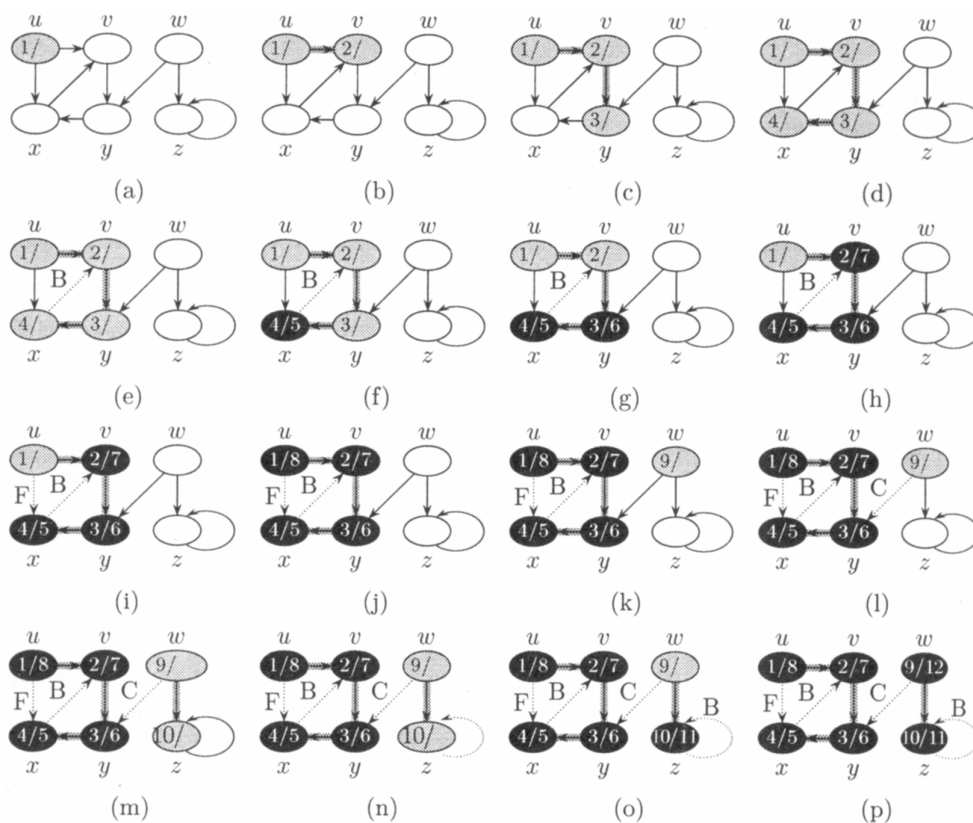 u v w u v w u v w u v w
1/ 1/ 2/ 1/ 2/ 1/ 2/
3/ 4/ 3/
x y z x y z x y z x y z
(a) (b) (c) (d)
u v w u v w u v w u v w
1/ 2/ 1/ 2/ 1/ 2/ 1/ 2/7
B B B B
4/ 3/ 4/5 3/ 4/5 3/6 4/5 3/6
x y z x y z x y z x y z
(e) (f) (g) (h)
u v w u v w u v w u v w
1/ 2/7 1/8 2/7 1/8 2/7 9/ 1/8 2/7 9/
F B F B F B F B C
4/5 3/6 4/5 3/6 4/5 3/6 4/5 3/6
x y z x y z x y z x y z
(i) (j) (k) (l)
u v w u v w u v w u v w
1/8 2/7 9/ 1/8 2/7 9/ 1/8 2/7 9/ 1/8 2/7 9/12
F B C F B C F B C B F B C B
4/5 3/6 10/ 4/5 3/6 10/ 4/5 3/6 10/11 4/5 3/6 10/11
x y z x y z x y z x y z
(m) (n) (o) (p)